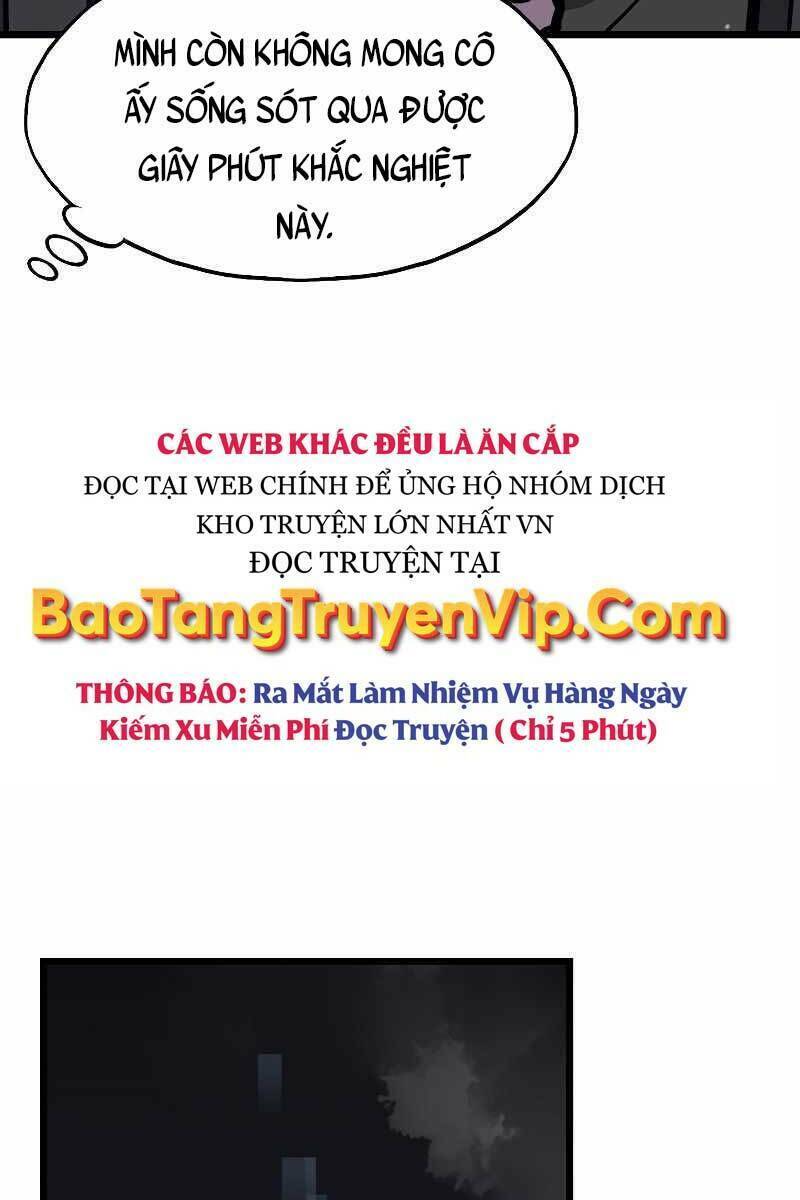 MÌNH CÒN KHÔNG MONG CÔ
ẤY SỐNG SÓT QUA ĐƯỢC
GIÂY PHÚT KHẮC NGHIỆT
NÀY.
CÁC WEB KHÁC ĐỀU LÀ ĂN CẮP
ĐỌC TẠI WEB CHÍNH ĐỂ ỦNG HỘ NHÓM DỊCH
KHO TRUYỆN LỚN NHẤT VN
ĐỌC TRUYỆN TẠI
BaoTangTruyenVip.Com
THÔNG BÁO: Ra Mắt Làm Nhiệm Vụ Hàng Ngày
Kiếm Xu Miễn Phí Đọc Truyện ( Chỉ 5 Phút)